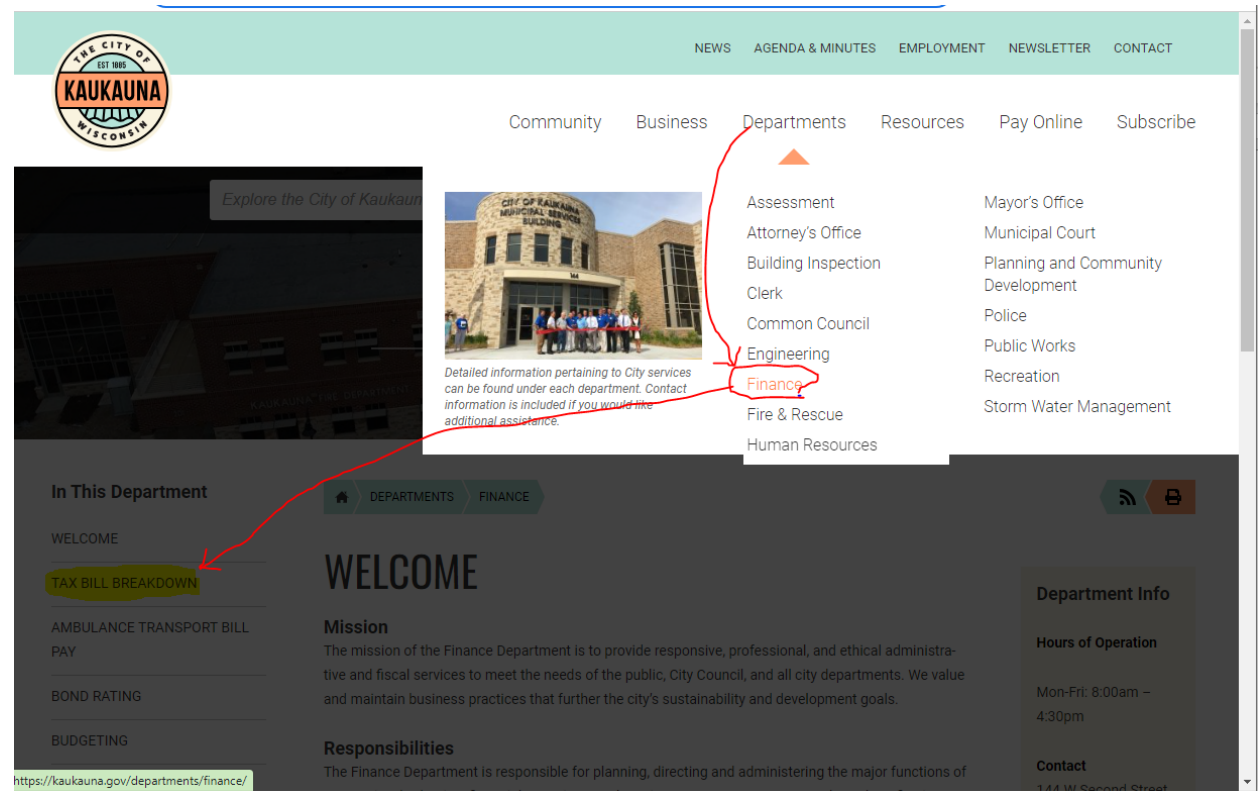 NEWS AGENDA & MINUTES EMPLOYMENT NEWSLETTER CONTACT
THE CITY OF
EST 1885
KAUKAUNA
WISCONSIN
Community Business Departments Resources Pay Online Subscribe
Explore the City of Kaukaun
CITY OF KAUKAUNA
MUNICIPAL SERVICES
BUILDING
144
Detailed information pertaining to City services
can be found under each department. Contact
information is included if you would like
additional assistance.
Assessment
Attorney's Office
Building Inspection
Clerk
Common Council
Engineering
Finance
Fire & Rescue
Human Resources
Mayor's Office
Municipal Court
Planning and Community
Development
Police
Public Works
Recreation
Storm Water Management
KAUKAUNA FIRE DEPARTMENT
In This Department
WELCOME
TAX BILL BREAKDOWN
AMBULANCE TRANSPORT BILL
PAY
BOND RATING
BUDGETING
DEPARTMENTS FINANCE
WELCOME
Mission
The mission of the Finance Department is to provide responsive, professional, and ethical administra-
tive and fiscal services to meet the needs of the public, City Council, and all city departments. We value
and maintain business practices that further the city's sustainability and development goals.
Responsibilities
The Finance Department is responsible for planning, directing and administering the major functions of
Department Info
Hours of Operation
Mon-Fri: 8:00am –
4:30pm
Contact
144 W Second Street
https://kaukauna.gov/departments/finance/